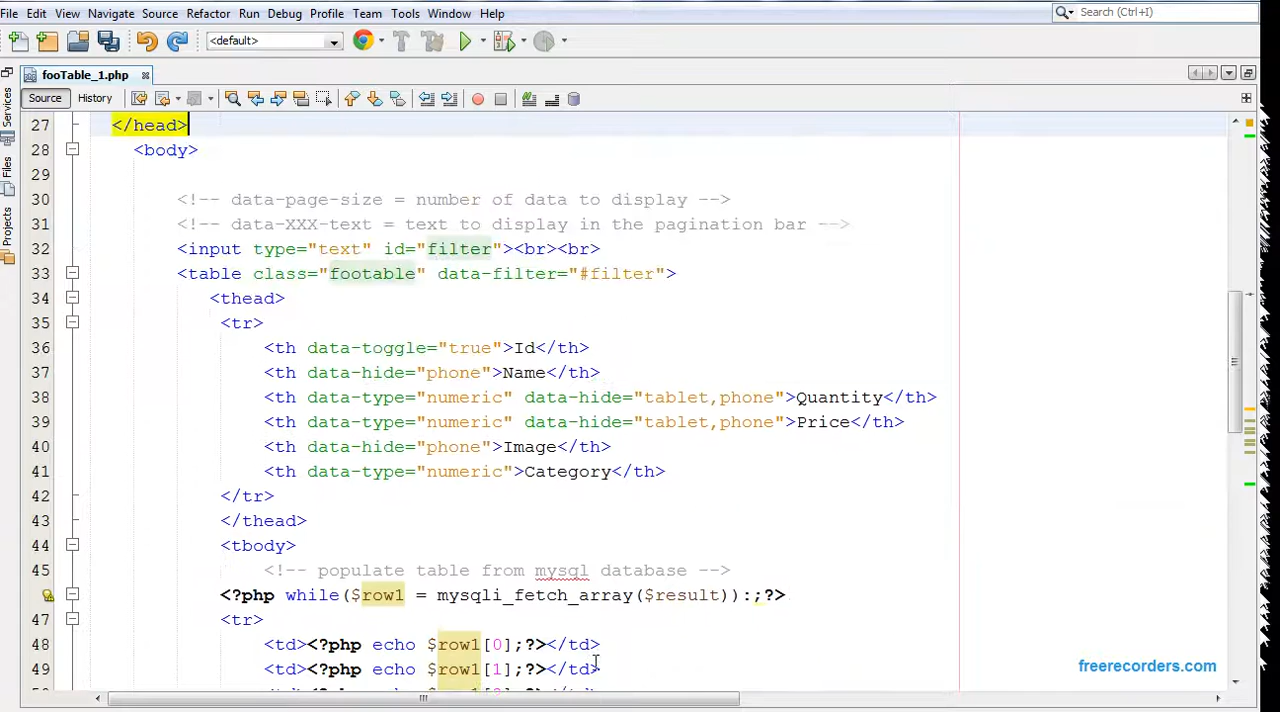 File Edit View Navigate Source Refactor Run Debug Profile Team Tools Window Help
Search (Ctrl+I)
<default>
fooTable_1.php
Source History
Services
Files
Projects
27 </head>
28 <body>
29
30 <!-- data-page-size = number of data to display -->
31 <!-- data-XXX-text = text to display in the pagination bar -->
32 <input type="text" id="filter"><br><br>
33 <table class="footable" data-filter="#filter">
34 <thead>
35 <tr>
36 <th data-toggle="true">Id</th>
37 <th data-hide="phone">Name</th>
38 <th data-type="numeric" data-hide="tablet,phone">Quantity</th>
39 <th data-type="numeric" data-hide="tablet,phone">Price</th>
40 <th data-hide="phone">Image</th>
41 <th data-type="numeric">Category</th>
42 </tr>
43 </thead>
44 <tbody>
45 <!-- populate table from mysql database -->
<?php while($row1 = mysqli_fetch_array($result)):;?>
47 <tr>
48 <td><?php echo $row1[0];?></td>
49 <td><?php echo $row1[1];?></td>
freerecorders.com